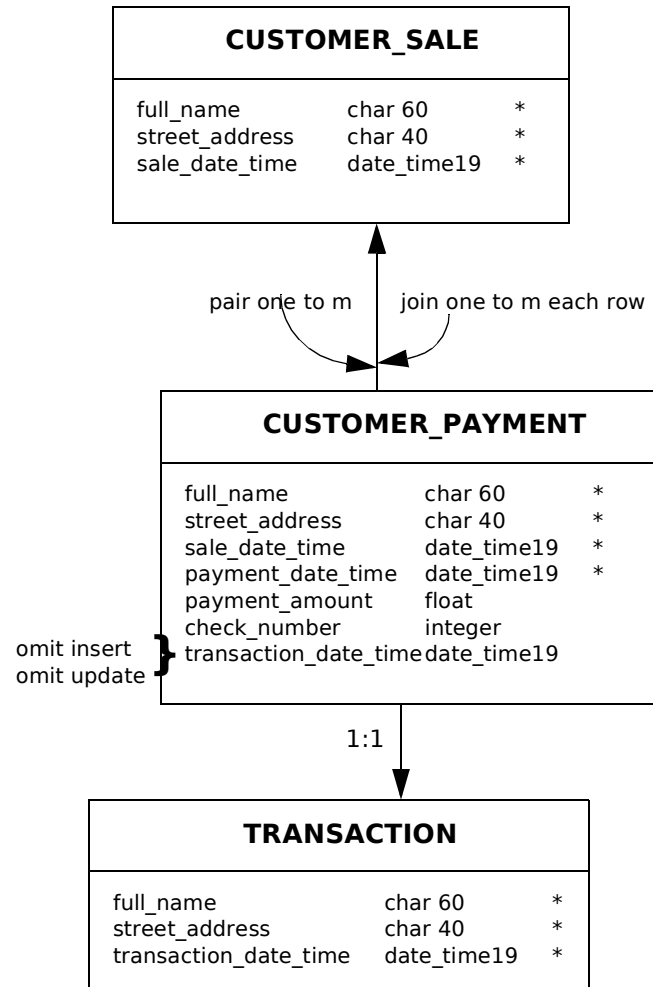 CUSTOMER_SALE
full_name char 60 *
street_address char 40 *
sale_date_time date_time19 *
pair one to m join one to m each row
CUSTOMER_PAYMENT
full_name char 60 *
street_address char 40 *
sale_date_time date_time19 *
payment_date_time date_time19 *
payment_amount float
check_number integer
omit insert
transaction_date_time date_time19
omit update
1:1
TRANSACTION
full_name char 60 *
street_address char 40 *
transaction_date_time date_time19 *